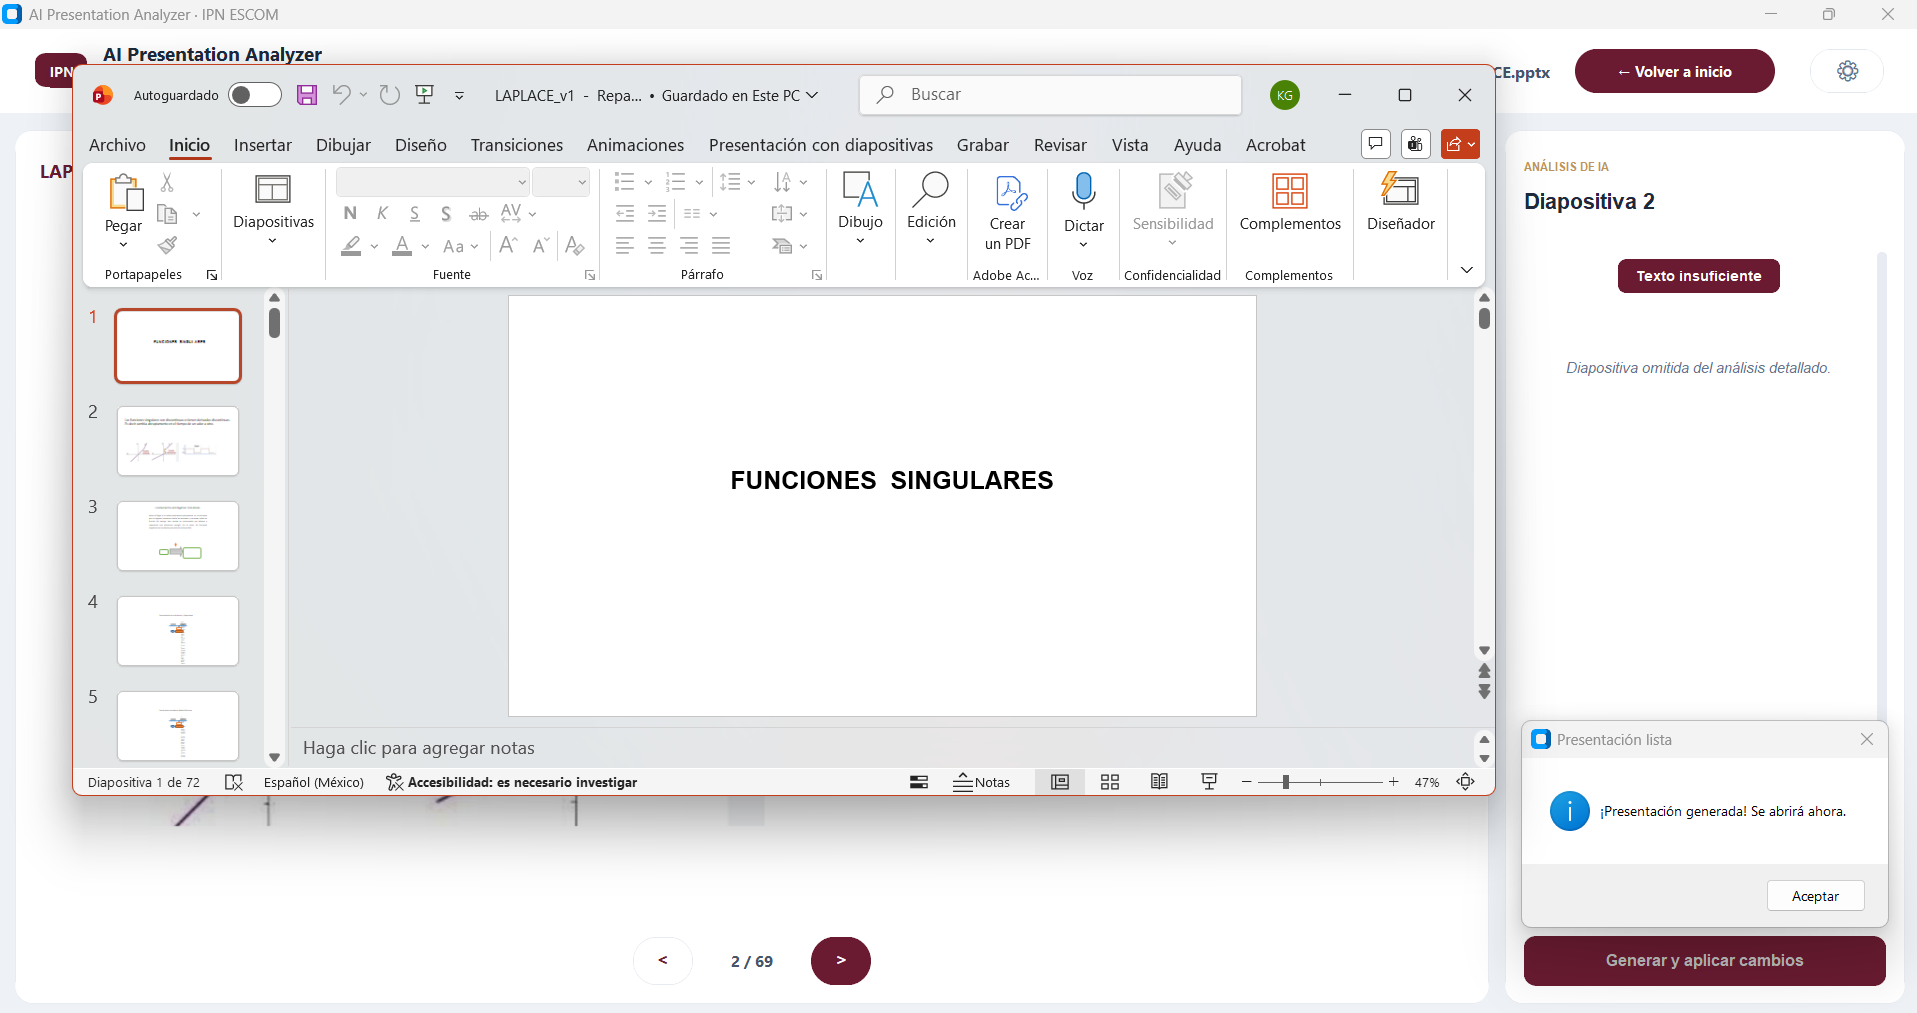 AI Presentation Analyzer · IPN ESCOM
IPN
AI Presentation Analyzer
CE.pptx
← Volver a inicio
Autoguardado
LAPLACE_v1 - Repa... • Guardado en Este PC
Buscar
KG
Archivo Inicio Insertar Dibujar Diseño Transiciones Animaciones Presentación con diapositivas Grabar Revisar Vista Ayuda Acrobat
LAP
Pegar
Diapositivas
N K S S ab AV
Aa A A
Dibujo
Edición
Crear
un PDF
Dictar
Sensibilidad
Complementos
Diseñador
Portapapeles
Fuente
Párrafo
Adobe Ac...
Voz
Confidencialidad
Complementos
1
FUNCIONES SINGULARES
2
3
4
5
FUNCIONES SINGULARES
Haga clic para agregar notas
Diapositiva 1 de 72
Español (México)
Accesibilidad: es necesario investigar
Notas
47%
< 2 / 69 >
ANÁLISIS DE IA
Diapositiva 2
Texto insuficiente
Diapositiva omitida del análisis detallado.
Presentación lista
¡Presentación generada! Se abrirá ahora.
Aceptar
Generar y aplicar cambios